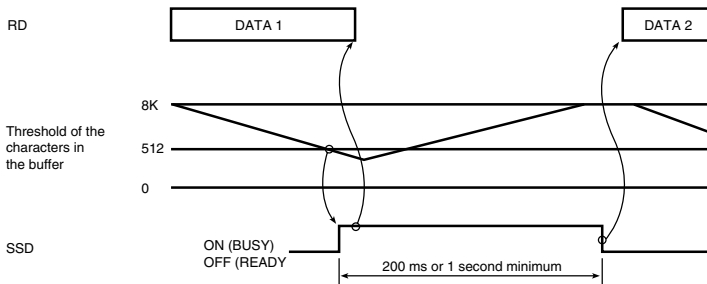 RD
DATA 1
DATA 2
8K
Threshold of the
characters in
the buffer
512
0
SSD
ON (BUSY)
OFF (READY
200 ms or 1 second minimum